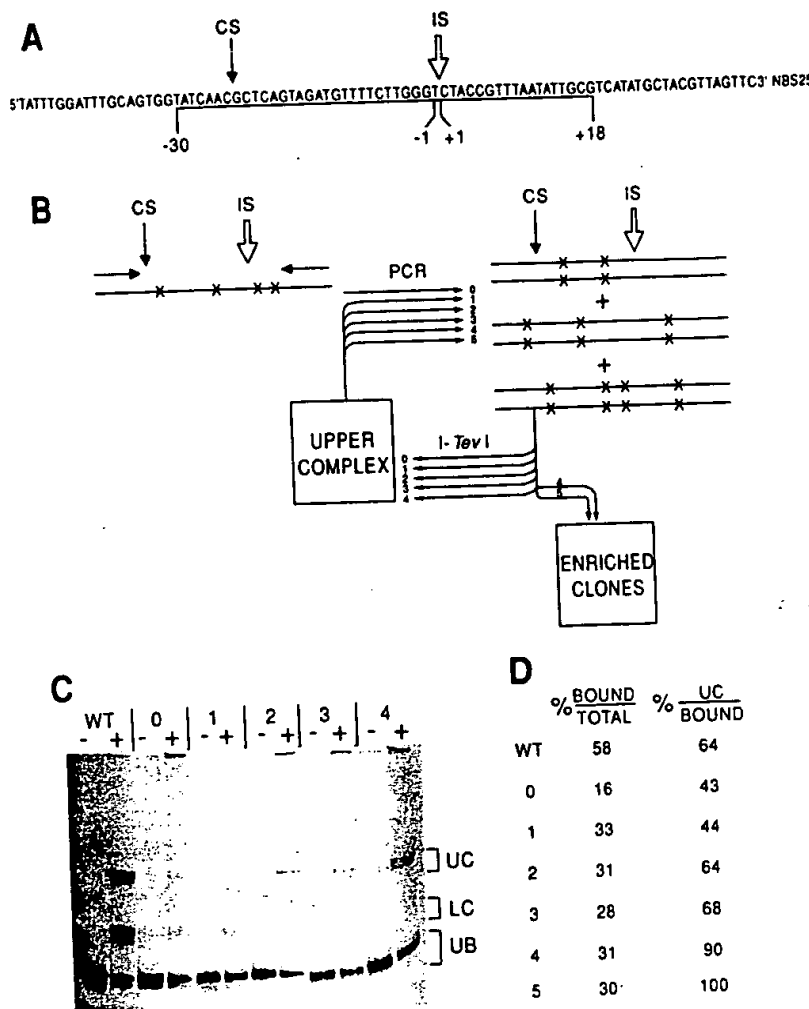 A
CS
IS
5'TATTTGGATTTGCAGTGGTATCAACGCTCAGTAGATGTTTTCTTGGGTCTACCGTTTAATATTGCGTCATATGCTACGTTAGTTC3' NBS25
-30
-1
+1
+18
B
CS
IS
PCR
0
1
2
3
4
5
CS
IS
+
+
UPPER
COMPLEX
I-Tev I
0
1
2
3
4
ENRICHED
CLONES
C
WT 0 1 2 3 4
- + - + - + - + - + - +
UC
LC
UB
D
% BOUND % UC
TOTAL BOUND
WT 58 64
0 16 43
1 33 44
2 31 64
3 28 68
4 31 90
5 30 100